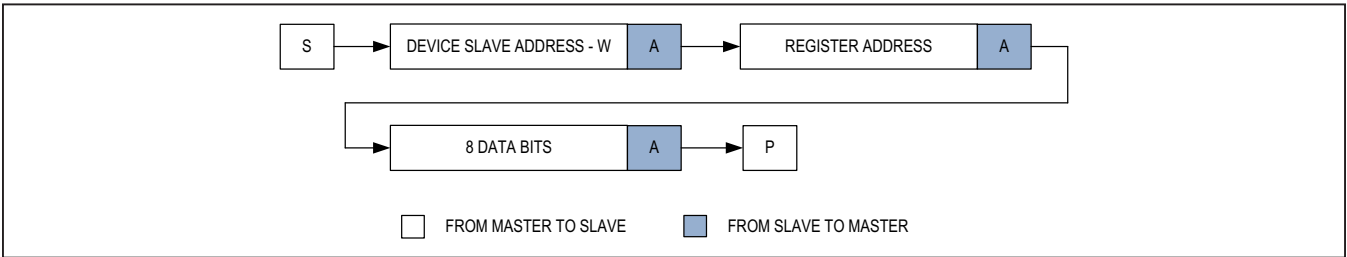 S DEVICE SLAVE ADDRESS - W A REGISTER ADDRESS A
8 DATA BITS A P
FROM MASTER TO SLAVE FROM SLAVE TO MASTER